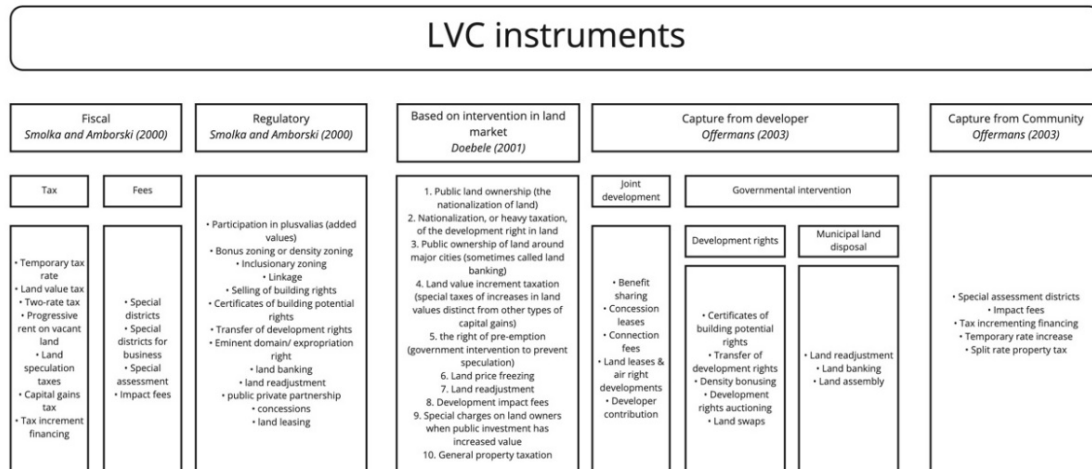 LVC instruments
Fiscal
Smolka and Amborski (2000)
Regulatory
Smolka and Amborski (2000)
Based on intervention in land
market
Doebele (2001)
Capture from developer
Offermans (2003)
Capture from Community
Offermans (2003)
Tax
• Temporary tax
rate
• Land value tax
• Two-rate tax
• Progressive
rent on vacant
land
• Land
speculation
taxes
• Capital gains
tax
• Tax increment
financing
Fees
• Special
districts
• Special
districts for
business
• Special
assessment
• Impact fees
• Participation in plusvalias (added
values)
• Bonus zoning or density zoning
• Inclusionary zoning
• Linkage
• Selling of building rights
• Certificates of building potential
rights
• Transfer of development rights
• Eminent domain/ expropriation
right
• land banking
• land readjustment
• public private partnership
• concessions
• land leasing
1. Public land ownership (the
nationalization of land)
2. Nationalization, or heavy taxation,
of the development right in land
3. Public ownership of land around
major cities (sometimes called land
banking)
4. Land value increment taxation
(special taxes of increases in land
values distinct from other types of
capital gains)
5. the right of pre-emption
(government intervention to prevent
speculation)
6. Land price freezing
7. Land readjustment
8. Development impact fees
9. Special charges on land owners
when public investment has
increased value
10. General property taxation
Joint
development
• Benefit
sharing
• Concession
leases
• Connection
fees
• Land leases &
air right
developments
• Developer
contribution
Governmental intervention
Development rights
• Certificates of
building potential
rights
• Transfer of
development rights
• Density bonusing
• Development
rights auctioning
• Land swaps
Municipal land
disposal
• Land readjustment
• Land banking
• Land assembly
• Special assessment districts
• Impact fees
• Tax incrementing financing
• Temporary rate increase
• Split rate property tax